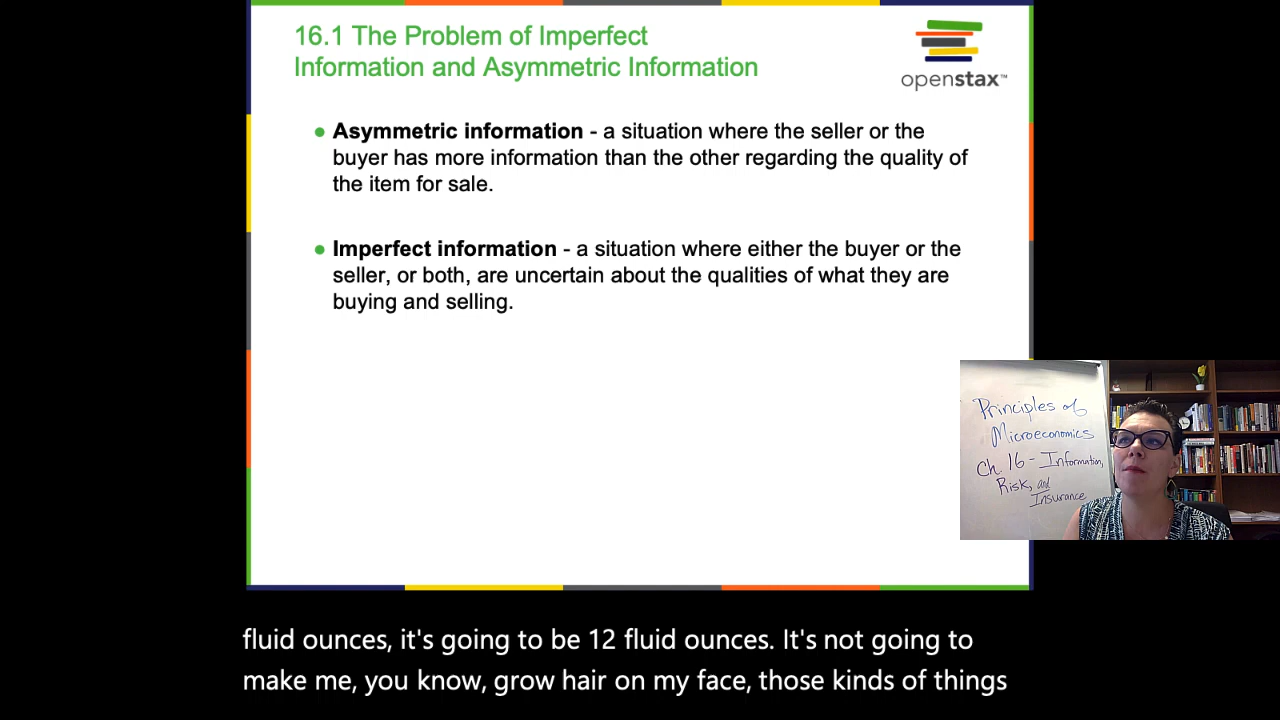 16.1 The Problem of Imperfect
Information and Asymmetric Information
openstax™
● Asymmetric information - a situation where the seller or the
buyer has more information than the other regarding the quality of
the item for sale.
● Imperfect information - a situation where either the buyer or the
seller, or both, are uncertain about the qualities of what they are
buying and selling.
Principles of
Microeconomics
Ch. 16 - Information,
Risk, and
Insurance
fluid ounces, it's going to be 12 fluid ounces. It's not going to
make me, you know, grow hair on my face, those kinds of things